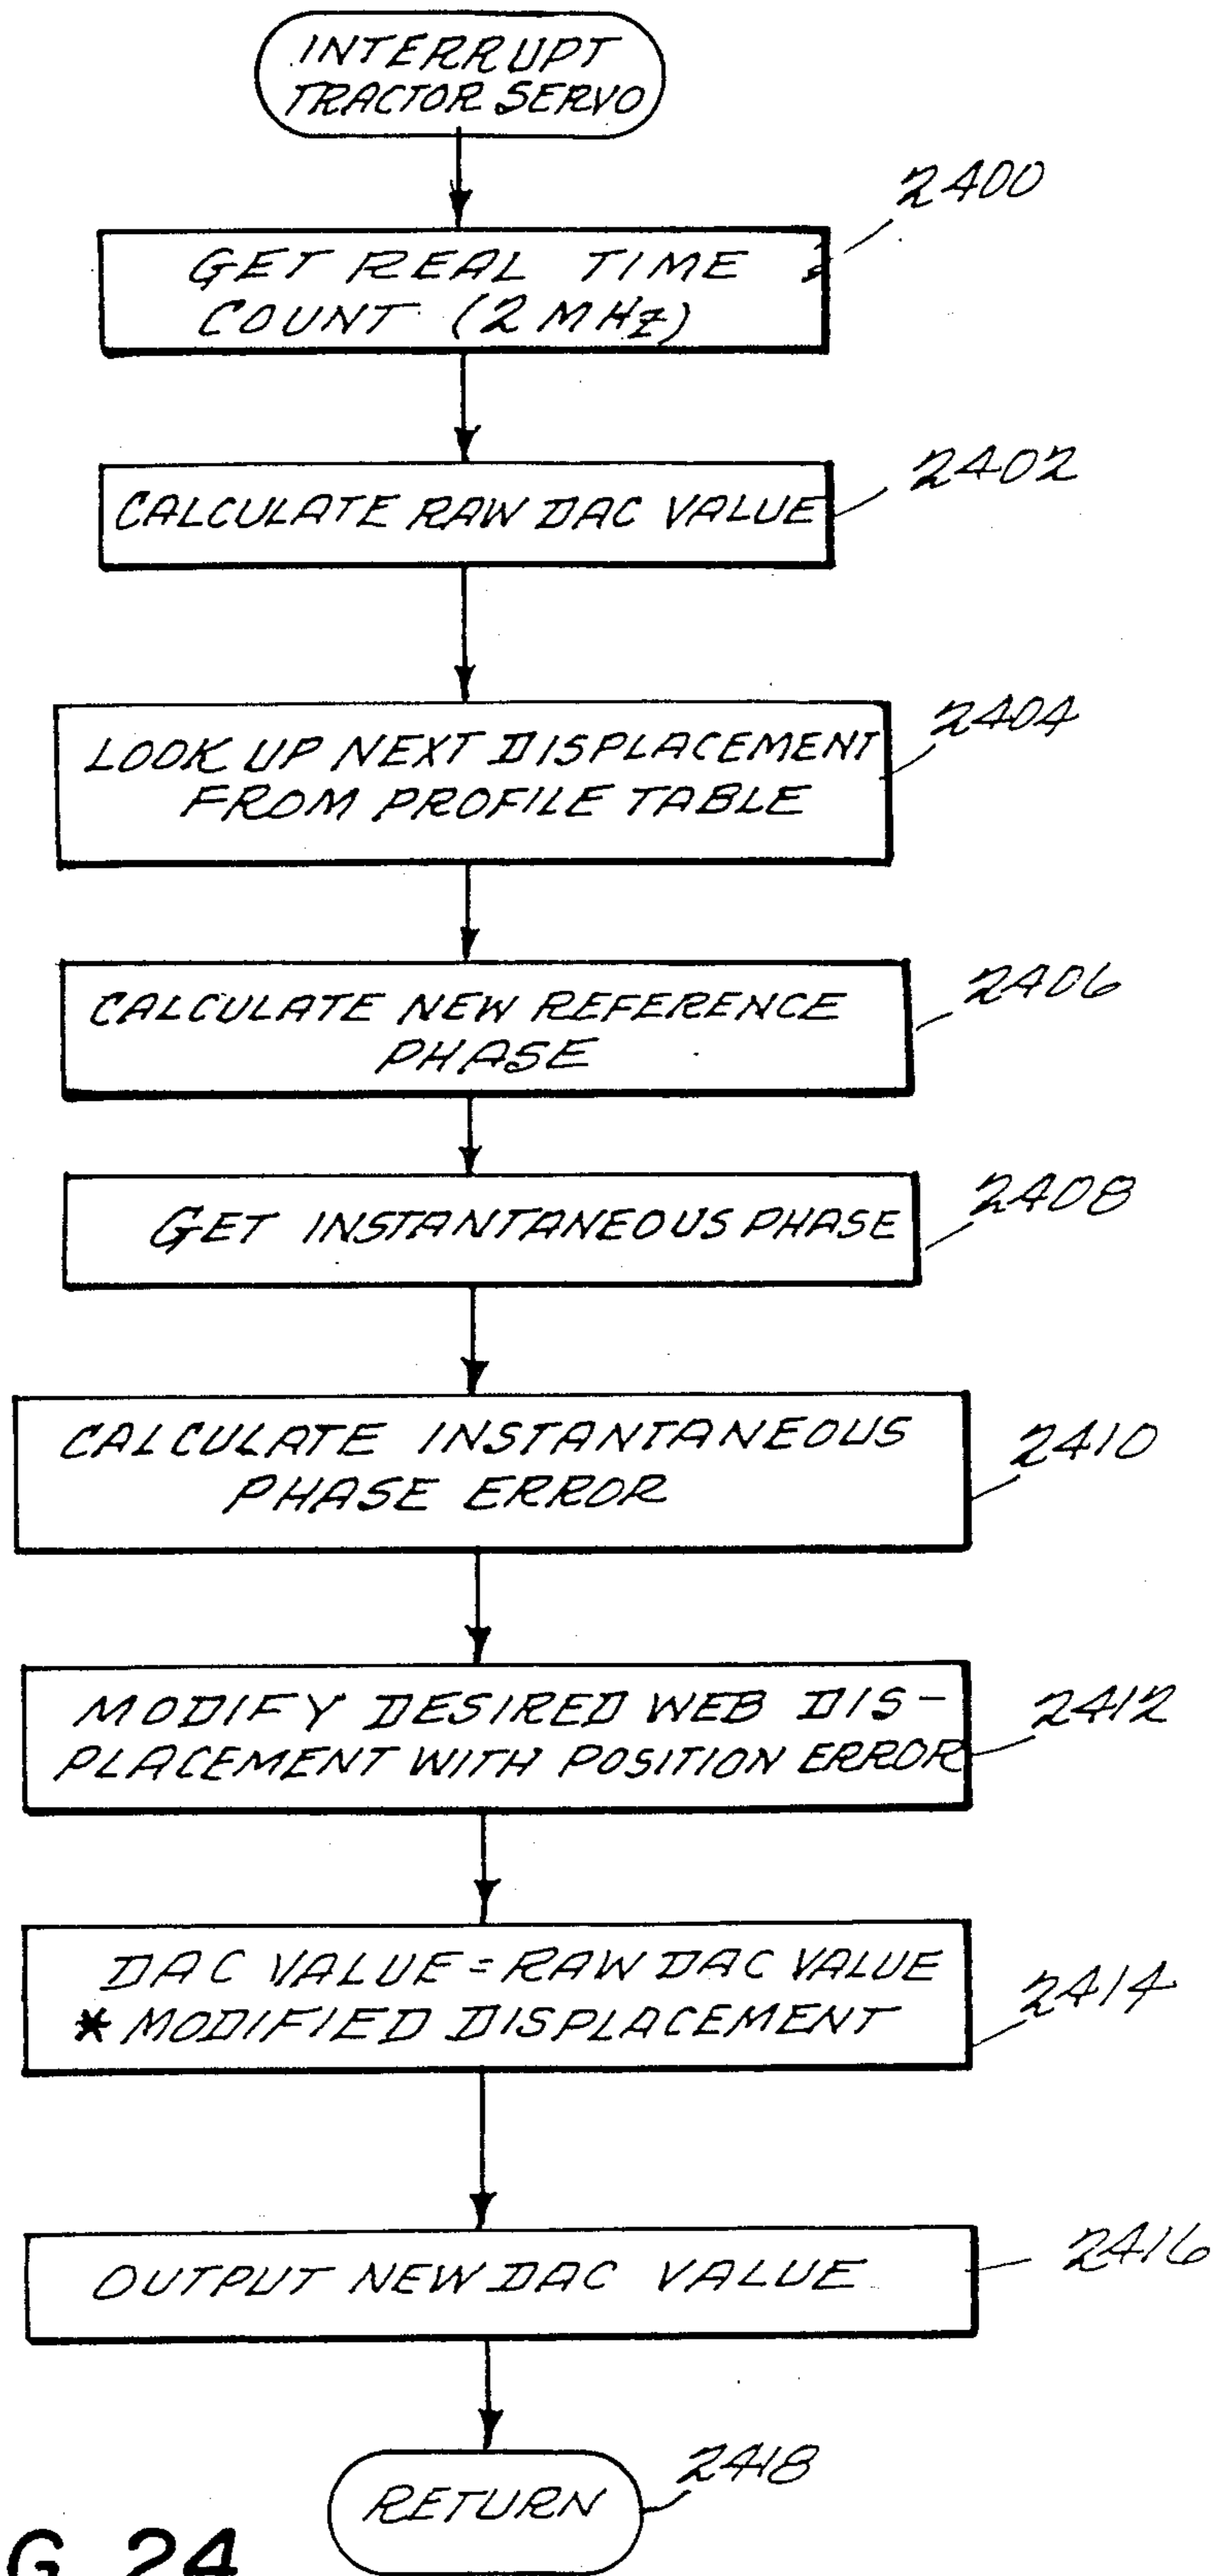 INTERRUPT
TRACTOR SERVO
2400
GET REAL TIME
COUNT (2 MHz)
2402
CALCULATE RAW DAC VALUE
2404
LOOK UP NEXT DISPLACEMENT
FROM PROFILE TABLE
2406
CALCULATE NEW REFERENCE
PHASE
2408
GET INSTANTANEOUS PHASE
2410
CALCULATE INSTANTANEOUS
PHASE ERROR
2412
MODIFY DESIRED WEB DIS-
PLACEMENT WITH POSITION ERROR
2414
DAC VALUE = RAW DAC VALUE
* MODIFIED DISPLACEMENT
2416
OUTPUT NEW DAC VALUE
2418
RETURN
G. 24